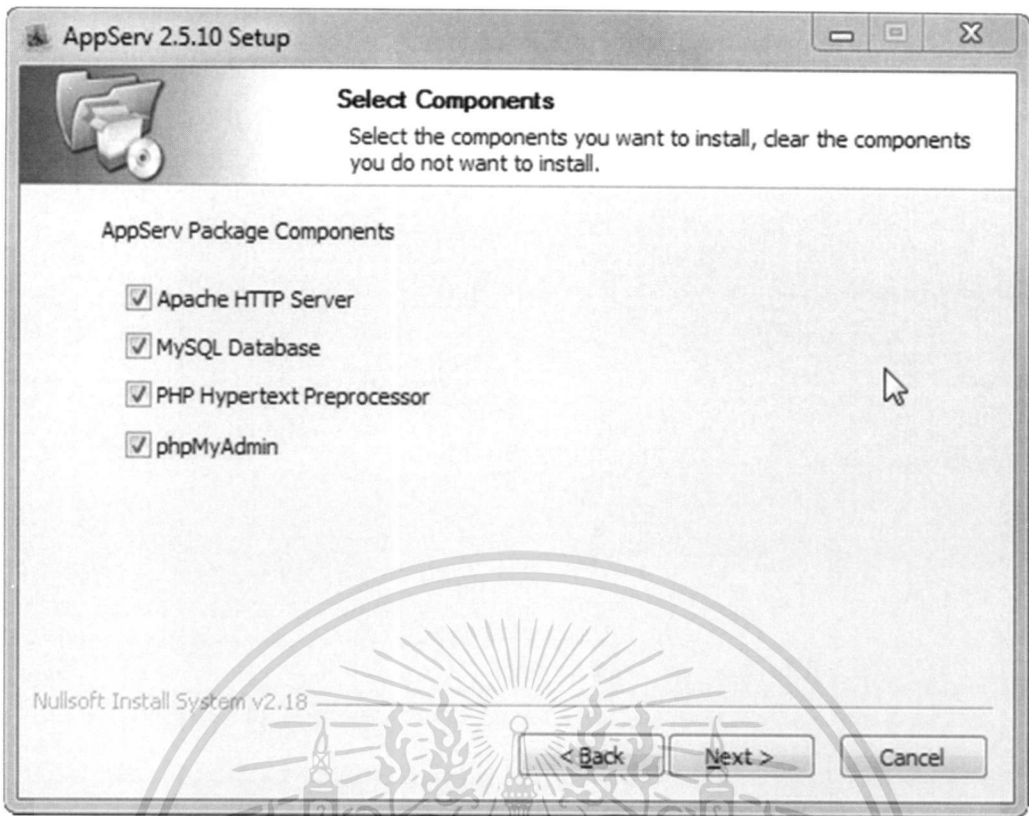 AppServ 2.5.10 Setup
Select Components
Select the components you want to install, clear the components
you do not want to install.
AppServ Package Components
Apache HTTP Server
MySQL Database
PHP Hypertext Preprocessor
phpMyAdmin
Nullsoft Install System v2.18
< Back
Next >
Cancel